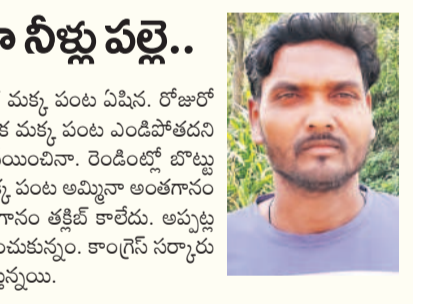 నీళ్లు పల్లె..
మక్క పంట ఏషిన. రోజురో
మక్క పంట ఎండిపోతదని
యించినా. రెండింట్లో బొట్టు
పంట అమ్మినా అంతగానం
గానం తక్లిబ్ కాలేదు. అప్పట్ల
చుకున్నం. కాంగ్రెస్ సర్కారు
న్నయి.